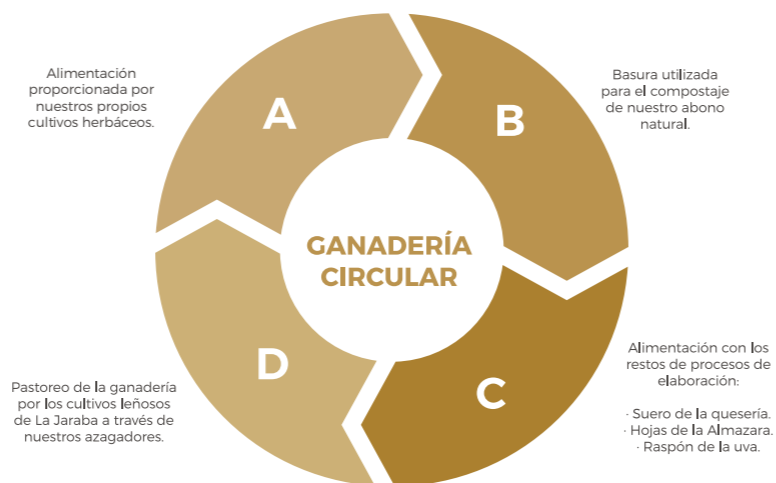 Alimentación
proporcionada por
nuestros propios
cultivos herbáceos.
A
B
Basura utilizada
para el compostaje
de nuestro abono
natural.
GANADERÍA
CIRCULAR
Pastoreo de la ganadería
por los cultivos leñosos
de La Jaraba a través de
nuestros azagadores.
D
C
Alimentación con los
restos de procesos de
elaboración:
· Suero de la quesería.
· Hojas de la Almazara.
· Raspón de la uva.